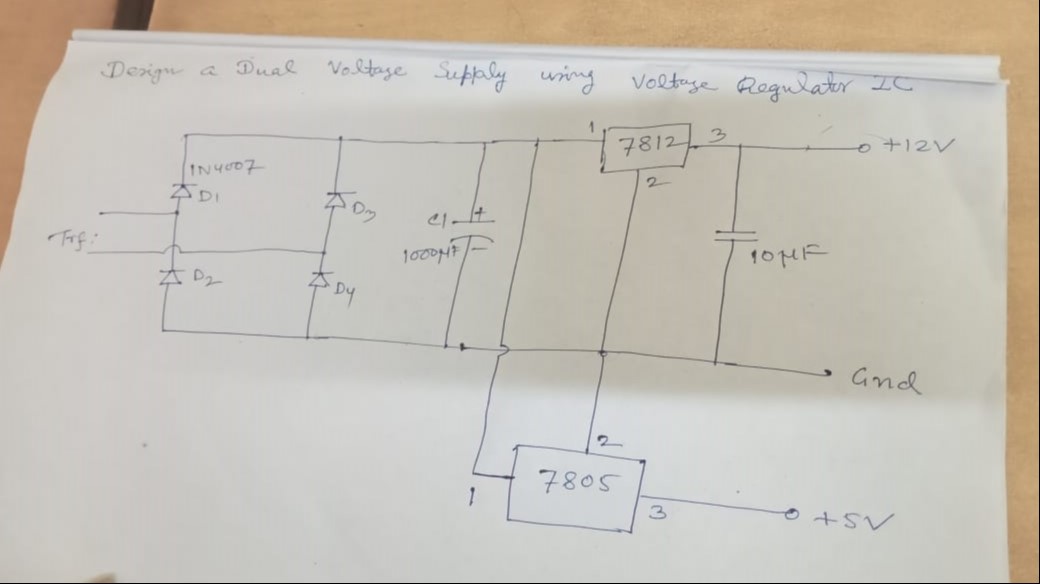 Design a Dual Voltage Supply using Voltage Regulator IC
1 7812 3 +12V
2
1N4007
D1
D3
Trf:
C1 +
1000µF -
10µF
D2
D4
Gnd
2
7805
1
3
+5V